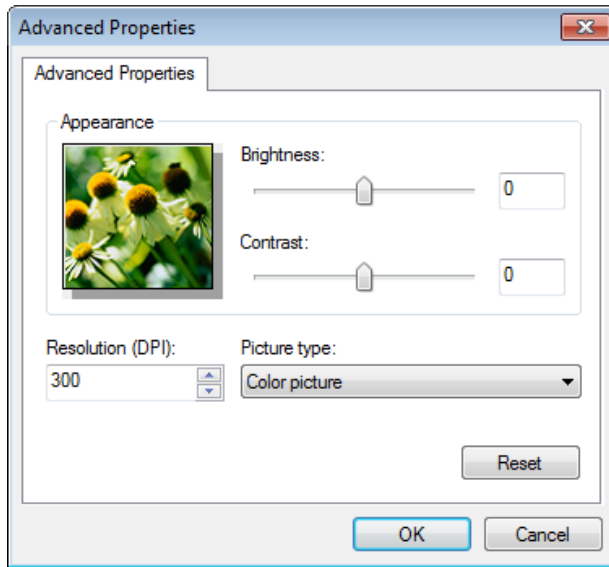 Advanced Properties
Advanced Properties
Appearance
Brightness:
0
Contrast:
0
Resolution (DPI):
300
Picture type:
Color picture
Reset
OK
Cancel